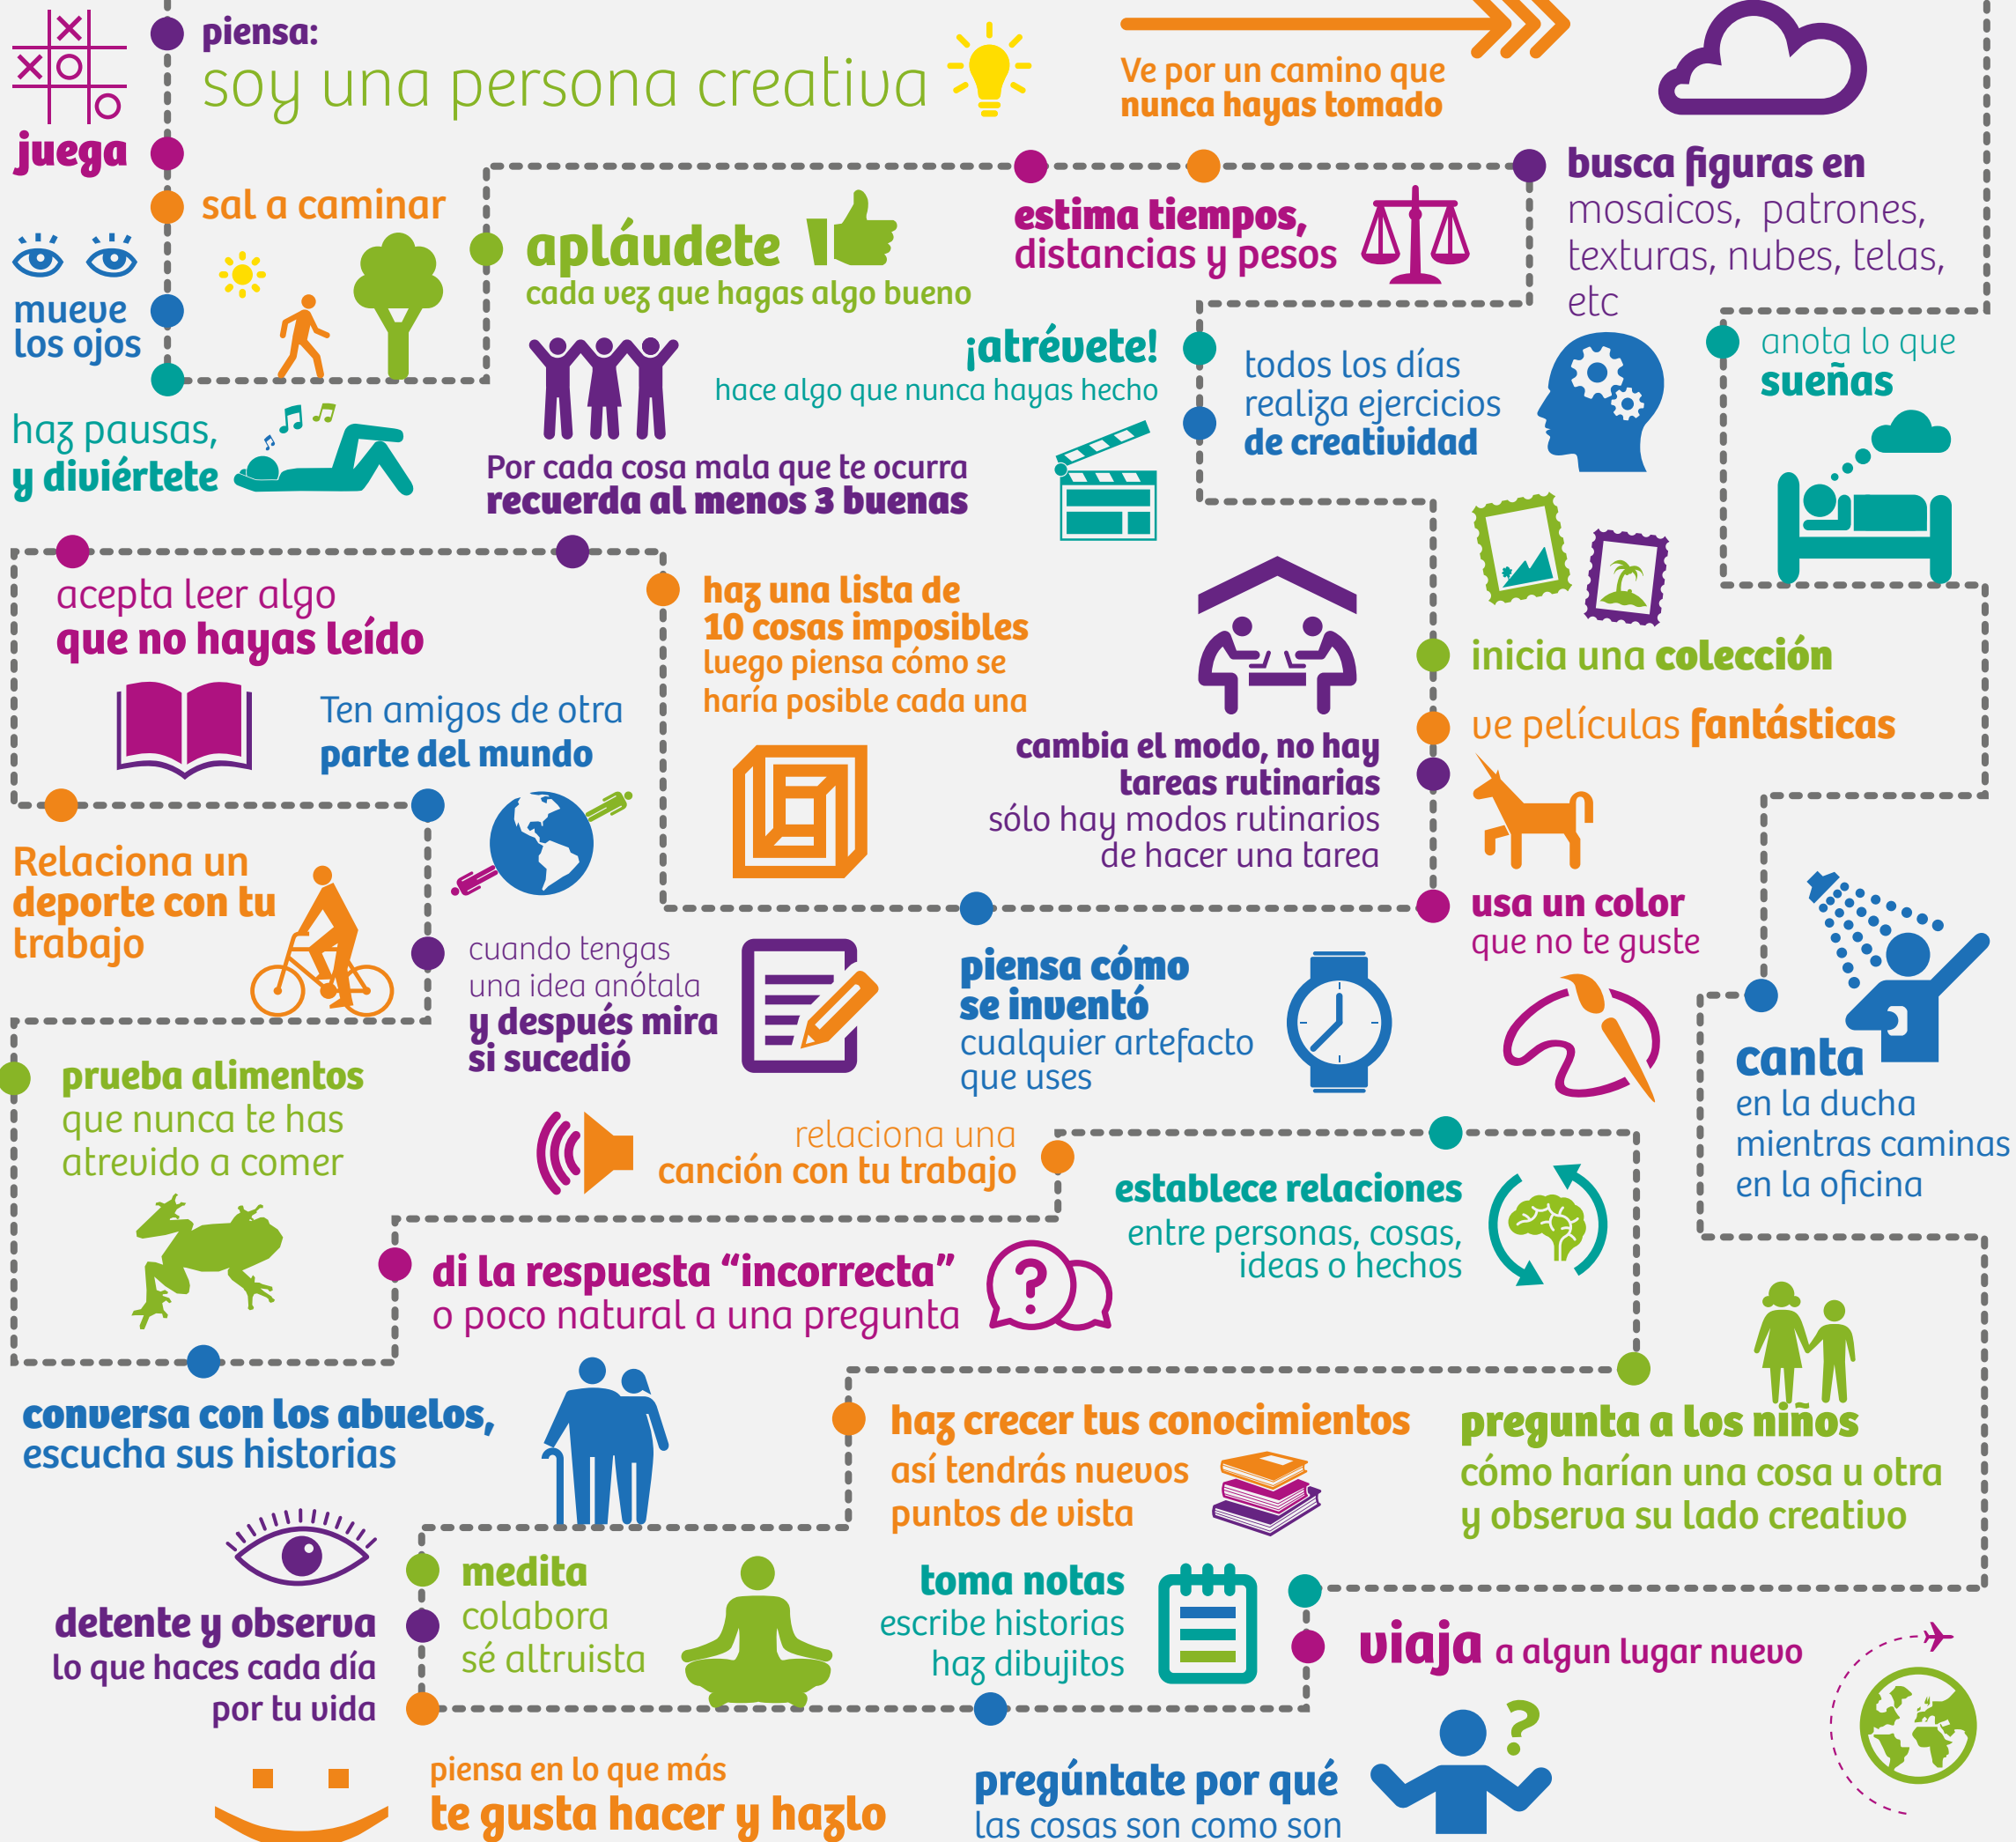 piensa:
soy una persona creativa
Ve por un camino que
nunca hayas tomado
juega
sal a caminar
mueve
los ojos
haz pausas,
y diviértete
apláudete
cada vez que hagas algo bueno
estima tiempos,
distancias y pesos
busca figuras en
mosaicos, patrones,
texturas, nubes, telas,
etc
¡atrévete!
hace algo que nunca hayas hecho
todos los días
realiza ejercicios
de creatividad
anota lo que
sueñas
Por cada cosa mala que te ocurra
recuerda al menos 3 buenas
acepta leer algo
que no hayas leído
haz una lista de
10 cosas imposibles
luego piensa cómo se
haría posible cada una
inicia una colección
ve películas fantásticas
Ten amigos de otra
parte del mundo
cambia el modo, no hay
tareas rutinarias
sólo hay modos rutinarios
de hacer una tarea
Relaciona un
deporte con tu
trabajo
usa un color
que no te guste
cuando tengas
una idea anótala
y después mira
si sucedió
piensa cómo
se inventó
cualquier artefacto
que uses
canta
en la ducha
mientras caminas
en la oficina
prueba alimentos
que nunca te has
atrevido a comer
relaciona una
canción con tu trabajo
establece relaciones
entre personas, cosas,
ideas o hechos
di la respuesta “incorrecta”
o poco natural a una pregunta
?
conversa con los abuelos,
escucha sus historias
haz crecer tus conocimientos
así tendrás nuevos
puntos de vista
pregunta a los niños
cómo harían una cosa u otra
y observa su lado creativo
detente y observa
lo que haces cada día
por tu vida
medita
colabora
sé altruista
toma notas
escribe historias
haz dibujitos
viaja a algun lugar nuevo
?
piensa en lo que más
te gusta hacer y hazlo
pregúntate por qué
las cosas son como son